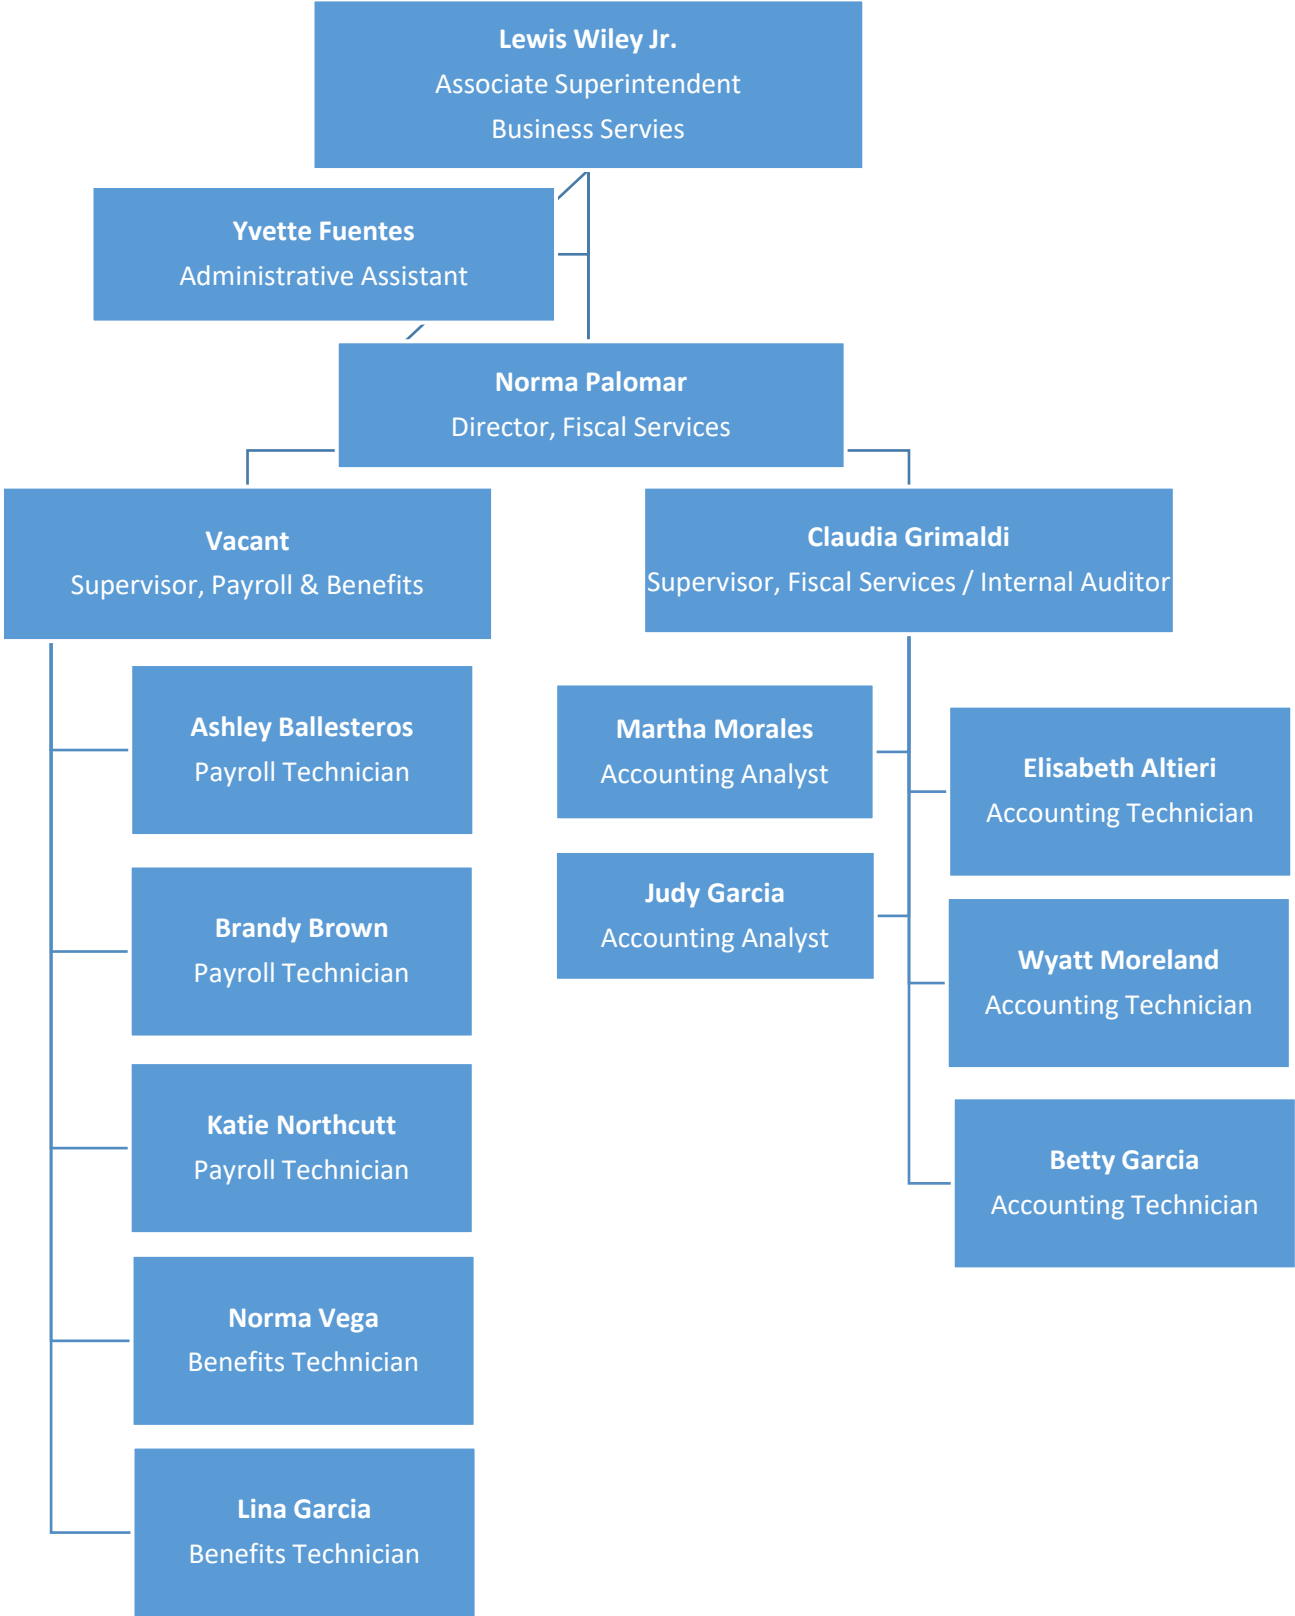 Lewis Wiley Jr.
Associate Superintendent
Business Servies
Yvette Fuentes
Administrative Assistant
Norma Palomar
Director, Fiscal Services
Vacant
Supervisor, Payroll & Benefits
Claudia Grimaldi
Supervisor, Fiscal Services / Internal Auditor
Ashley Ballesteros
Payroll Technician
Brandy Brown
Payroll Technician
Katie Northcutt
Payroll Technician
Norma Vega
Benefits Technician
Lina Garcia
Benefits Technician
Martha Morales
Accounting Analyst
Judy Garcia
Accounting Analyst
Elisabeth Altieri
Accounting Technician
Wyatt Moreland
Accounting Technician
Betty Garcia
Accounting Technician